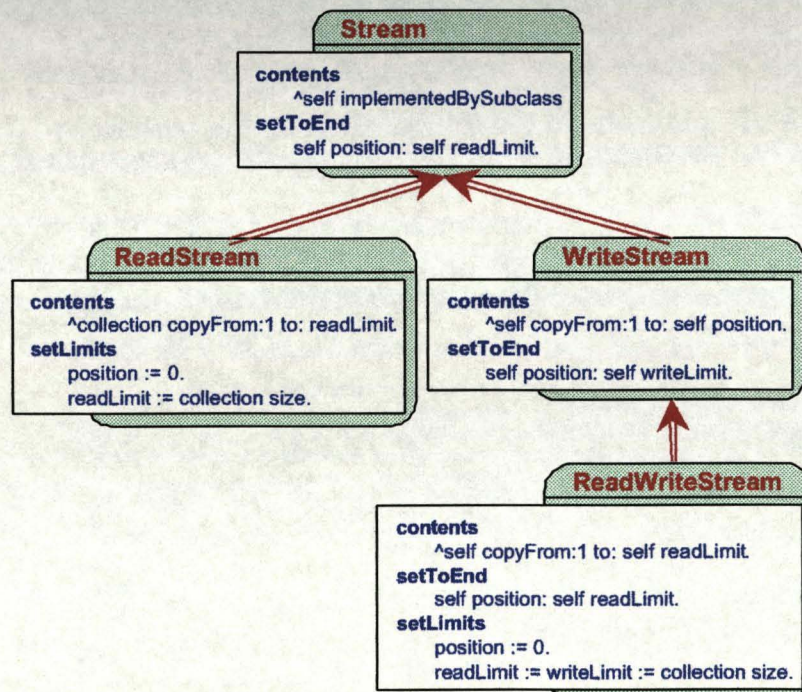 Stream
contents
^self implementedBySubclass
setToEnd
self position: self readLimit.
ReadStream
contents
^collection copyFrom:1 to: readLimit.
setLimits
position := 0.
readLimit := collection size.
WriteStream
contents
^self copyFrom:1 to: self position.
setToEnd
self position: self writeLimit.
ReadWriteStream
contents
^self copyFrom:1 to: self readLimit.
setToEnd
self position: self readLimit.
setLimits
position := 0.
readLimit := writeLimit := collection size.